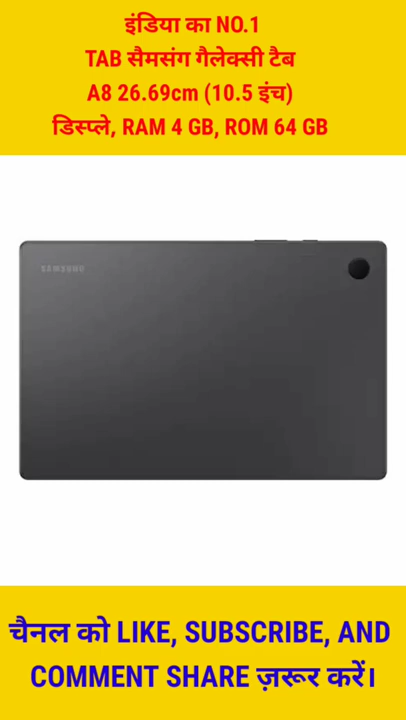 इंडिया का NO.1
TAB सैमसंग गैलेक्सी टैब
A8 26.69cm (10.5 इंच)
डिस्प्ले, RAM 4 GB, ROM 64 GB
SAMSUNG
चैनल को LIKE, SUBSCRIBE, AND
COMMENT SHARE ज़रूर करें।